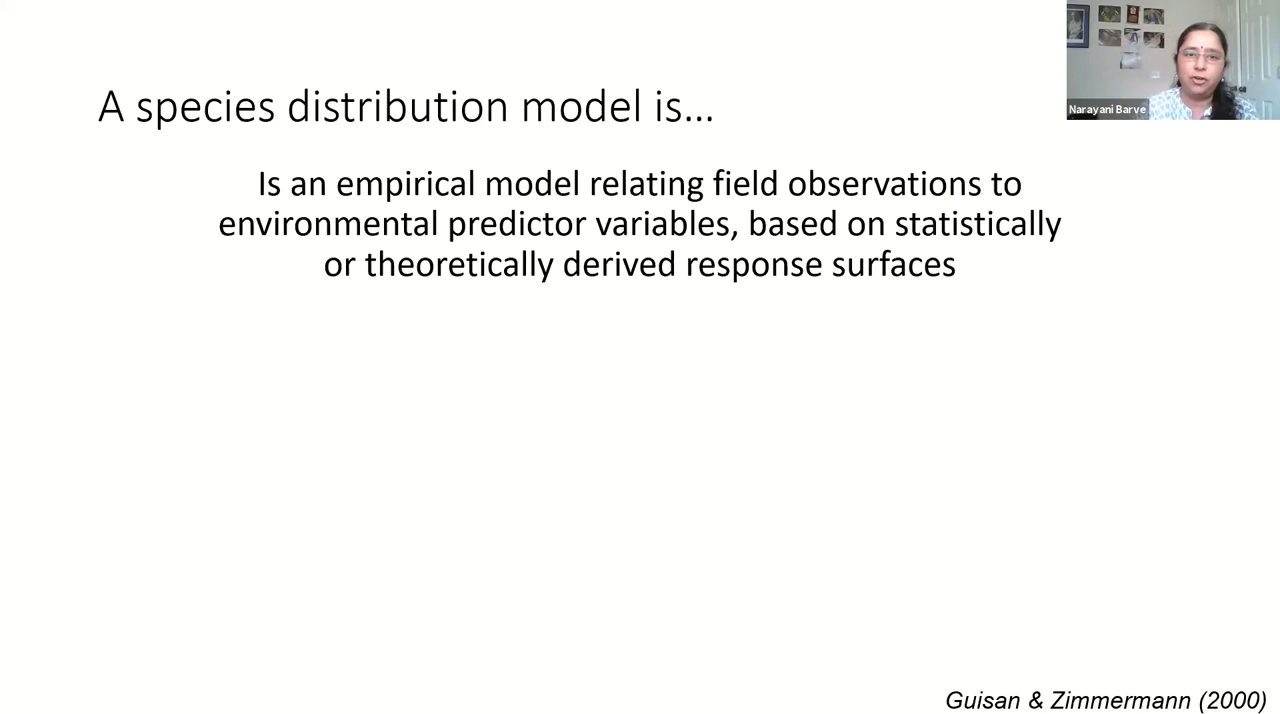 A species distribution model is...
Is an empirical model relating field observations to
environmental predictor variables, based on statistically
or theoretically derived response surfaces
Narayani Barve
Guisan & Zimmermann (2000)